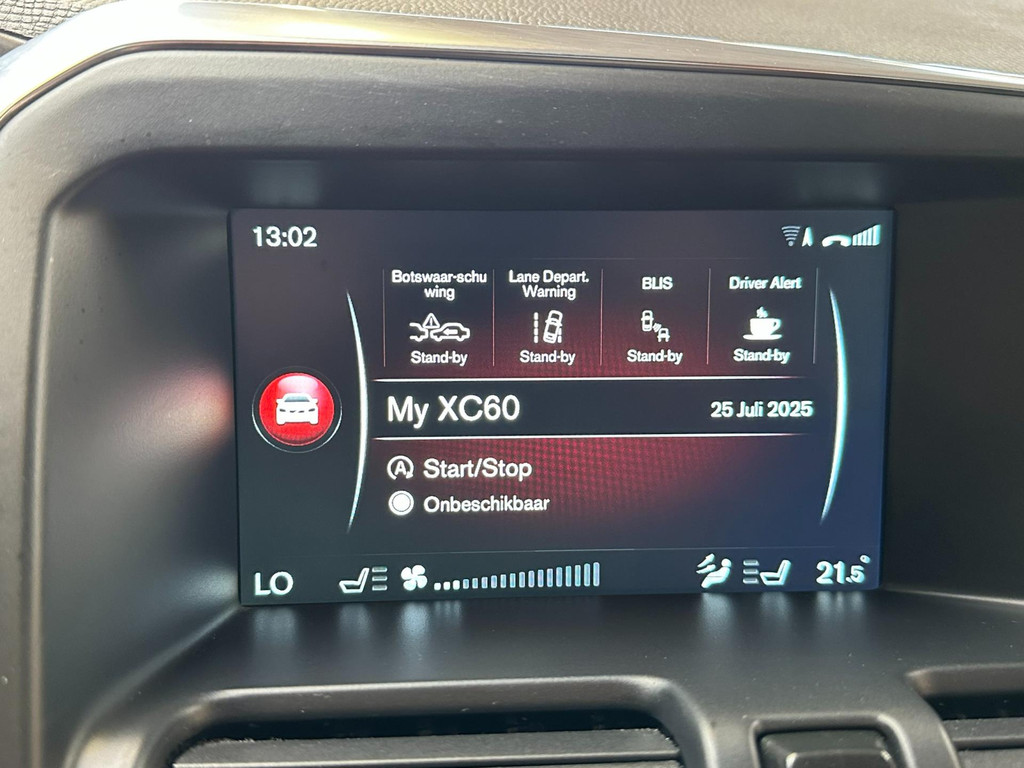 13:02
Botswaar-schu
wing
Stand-by
Lane Depart.
Warning
Stand-by
BLIS
Stand-by
Driver Alert
Stand-by
My XC60
25 Juli 2025
Start/Stop
Onbeschikbaar
LO
21.5°